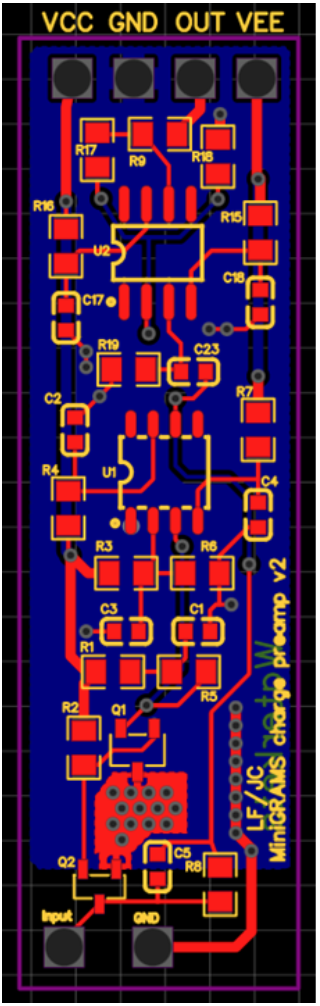 VCC GND OUT VEE
R17
R9
R18
R16
R15
U2
C18
C17
R19
C23
C2
R7
R4
U1
C4
R3
R6
C3
C1
R1
R5
R2
Q1
LF/JC
MiniGRAMS charge preamp v2
C5
R8
Q2
Input
GND